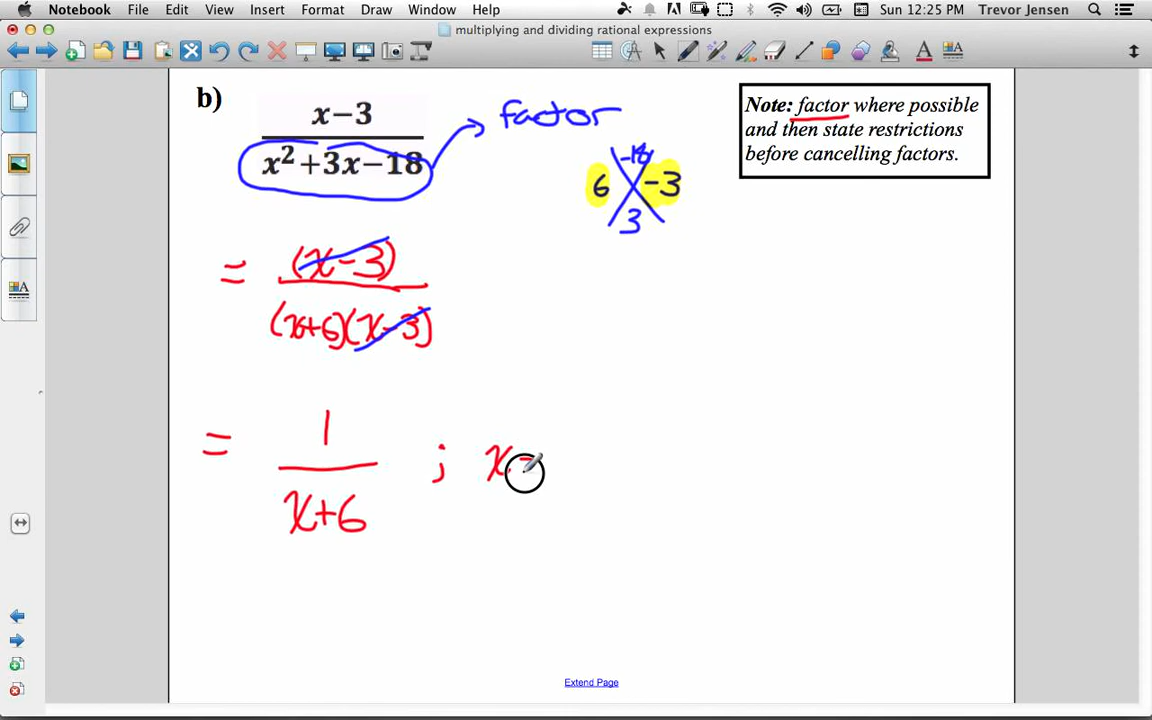 Notebook File Edit View Insert Format Draw Window Help Sun 12:25 PM Trevor Jensen
multiplying and dividing rational expressions
b)
x−3
x²+3x−18
factor
-18
6 -3
3
Note: factor where possible
and then state restrictions
before cancelling factors.
= (x-3)
(x+6)(x-3)
= 1 ; x
x+6
Extend Page